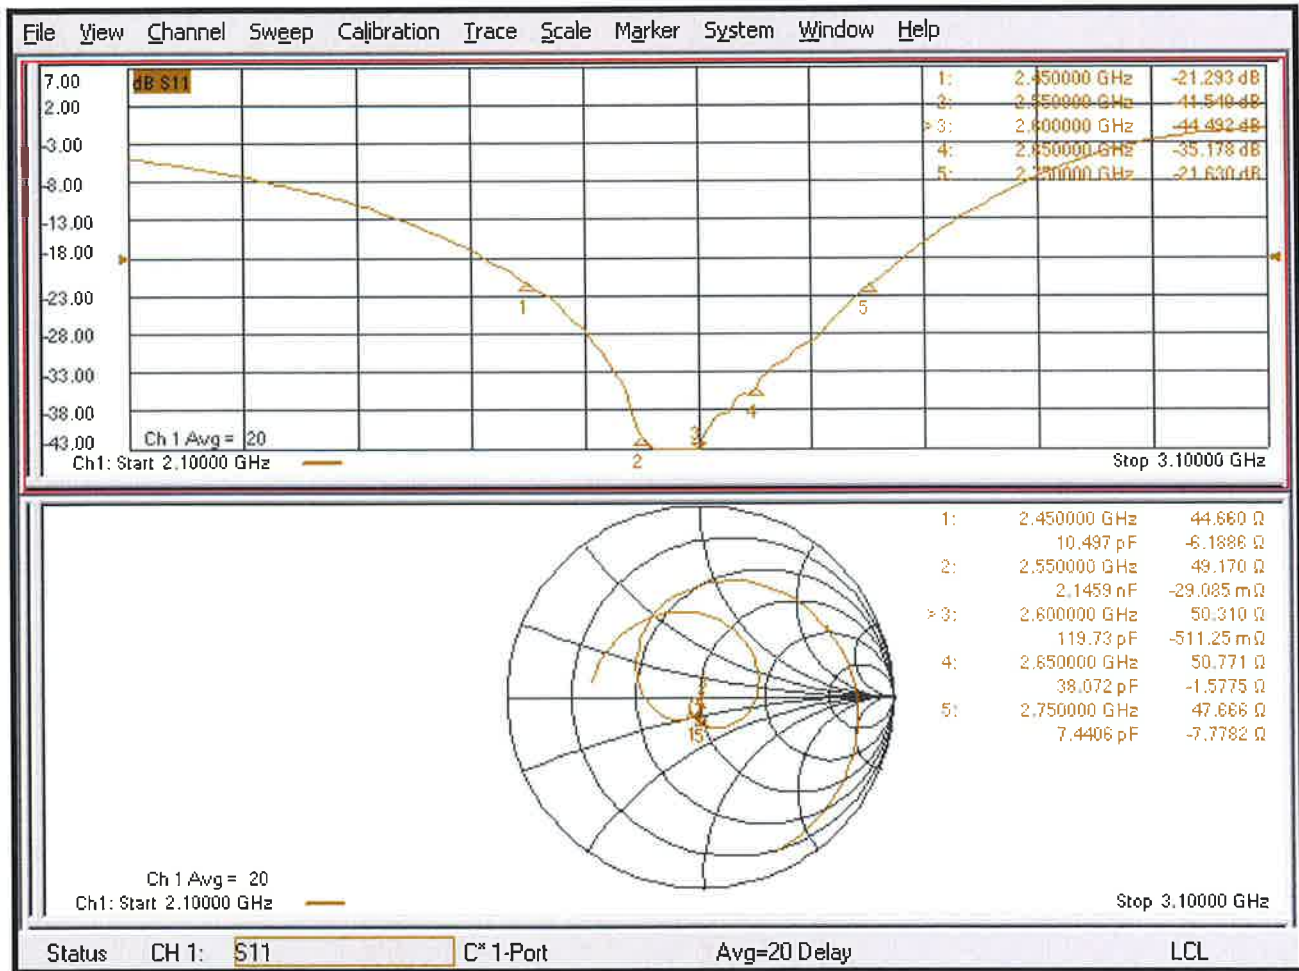 File View Channel Sweep Calibration Trace Scale Marker System Window Help
7.00
2.00
-3.00
-8.00
-13.00
-18.00
-23.00
-28.00
-33.00
-38.00
-43.00
dB S11
1: 2.450000 GHz -21.293 dB
2: 2.550000 GHz -41.540 dB
> 3: 2.600000 GHz -44.492 dB
4: 2.650000 GHz -35.178 dB
5: 2.750000 GHz -21.630 dB
1
2
3
4
5
Ch 1 Avg = 20
Ch1: Start 2.10000 GHz
Stop 3.10000 GHz
1: 2.450000 GHz 44.660 Ω
10.497 pF -6.1886 Ω
2: 2.550000 GHz 49.170 Ω
2.1459 nF -29.085 mΩ
> 3: 2.600000 GHz 50.310 Ω
119.73 pF -511.25 mΩ
4: 2.650000 GHz 50.771 Ω
38.072 pF -1.5775 Ω
5: 2.750000 GHz 47.666 Ω
7.4406 pF -7.7782 Ω
15
Ch 1 Avg = 20
Ch1: Start 2.10000 GHz
Stop 3.10000 GHz
Status CH 1: S11 C* 1-Port Avg=20 Delay LCL